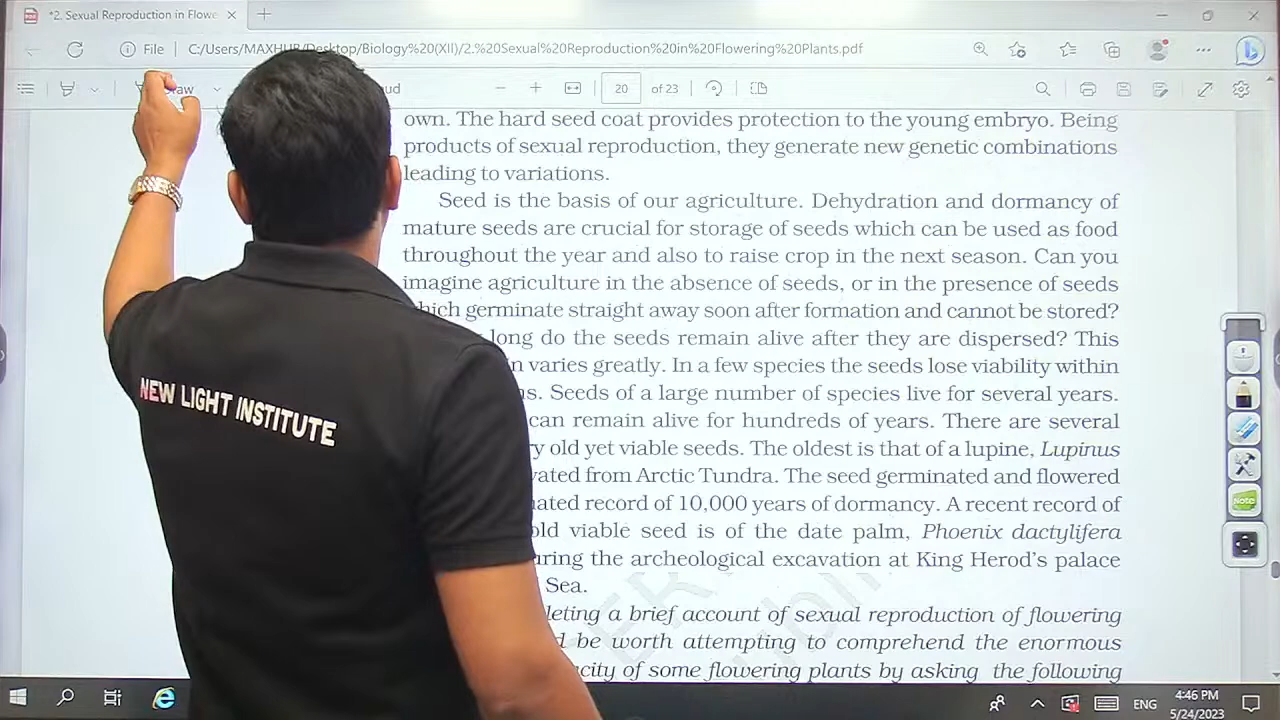 *2. Sexual Reproduction in Flowe
File C:/Users/MAXHUB/Desktop/Biology%20(XII)/2.%20Sexual%20Reproduction%20in%20Flowering%20Plants.pdf
20 of 23
own. The hard seed coat provides protection to the young embryo. Being
products of sexual reproduction, they generate new genetic combinations
leading to variations.
Seed is the basis of our agriculture. Dehydration and dormancy of
mature seeds are crucial for storage of seeds which can be used as food
throughout the year and also to raise crop in the next season. Can you
imagine agriculture in the absence of seeds, or in the presence of seeds
which germinate straight away soon after formation and cannot be stored?
long do the seeds remain alive after they are dispersed? This
varies greatly. In a few species the seeds lose viability within
Seeds of a large number of species live for several years.
can remain alive for hundreds of years. There are several
old yet viable seeds. The oldest is that of a lupine, Lupinus
from Arctic Tundra. The seed germinated and flowered
record of 10,000 years of dormancy. A recent record of
old viable seed is of the date palm, Phoenix dactylifera
the archeological excavation at King Herod's palace
Sea.
a brief account of sexual reproduction of flowering
be worth attempting to comprehend the enormous
of some flowering plants by asking the following
NEW LIGHT INSTITUTE
Note
ENG
4:46 PM
5/24/2023